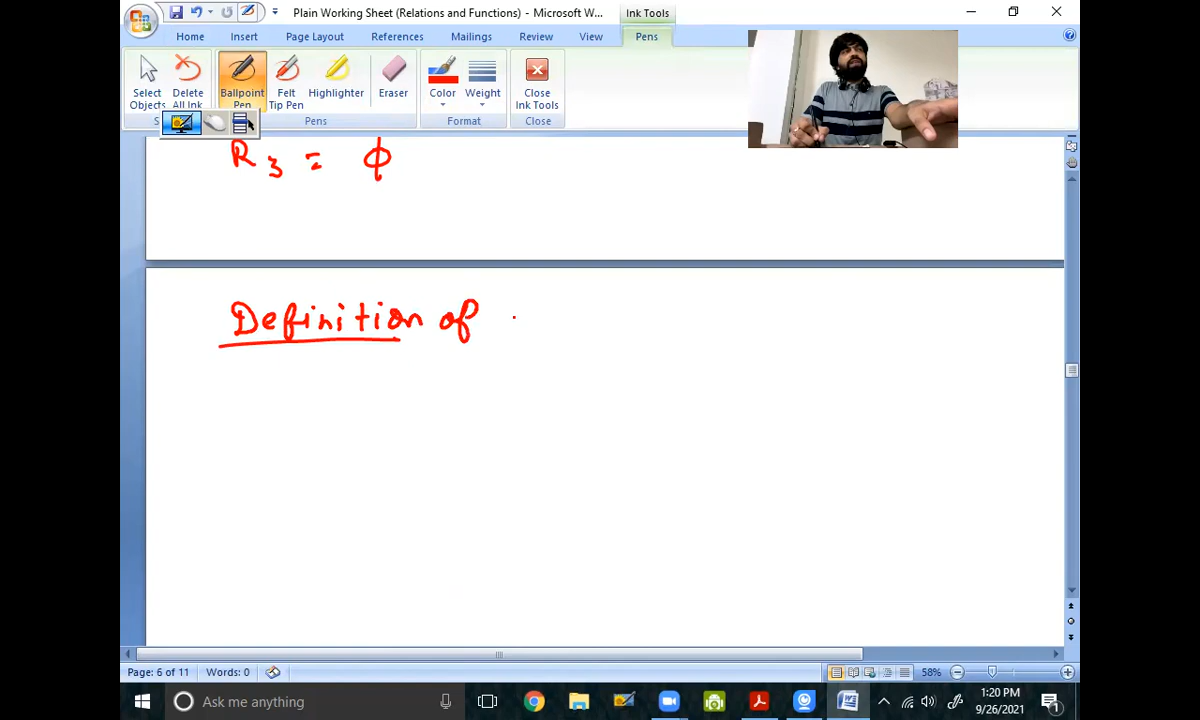 Plain Working Sheet (Relations and Functions) - Microsoft W...
Ink Tools
Home Insert Page Layout References Mailings Review View Pens
Select Objects
Delete All Ink
Ballpoint Pen
Felt Tip Pen
Highlighter
Eraser
Color
Weight
Close Ink Tools
S
Pens
Format
Close
R3 = ϕ
Definition of
Page: 6 of 11 Words: 0 58%
Ask me anything
1:20 PM
9/26/2021
1